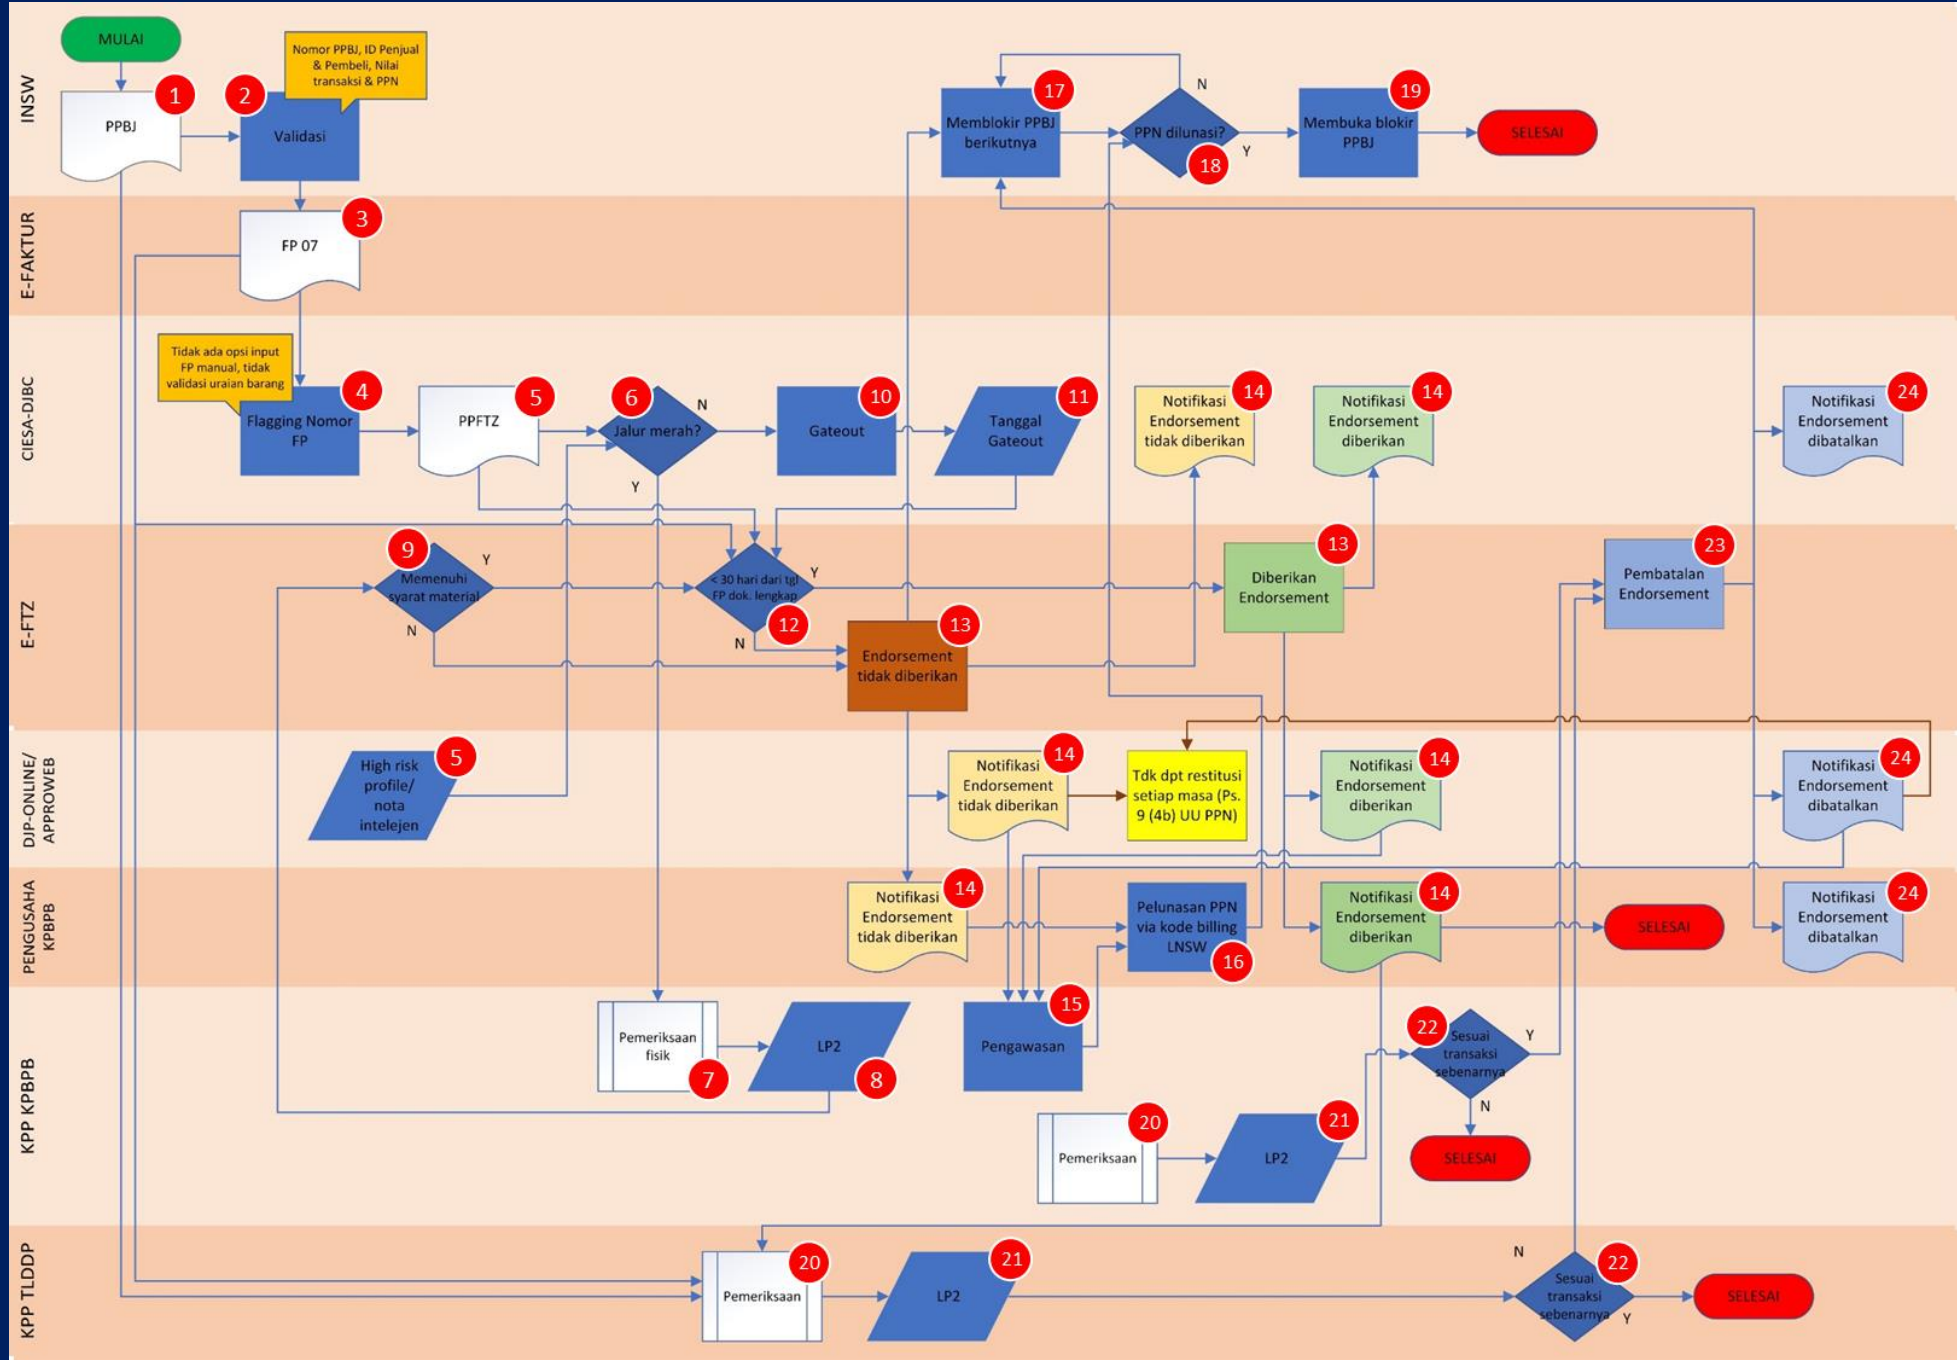 INSW
MULAI
PPBJ
1
2
Validasi
Nomor PPBJ, ID Penjual
& Pembeli, Nilai
transaksi & PPN
Memblokir PPBJ
berikutnya
17
PPN dilunasi?
18
N
Y
Membuka blokir
PPBJ
19
SELESAI
E-FAKTUR
FP 07
3
CIESA-DJBC
Tidak ada opsi input
FP manual, tidak
validasi uraian barang
Flagging Nomor
FP
4
PPFTZ
5
6
Jalur merah?
N
Y
Gateout
10
Tanggal
Gateout
11
Notifikasi
Endorsement
tidak diberikan
14
Notifikasi
Endorsement
diberikan
14
Notifikasi
Endorsement
dibatalkan
24
E-FTZ
9
Memenuhi
syarat material
Y
N
< 30 hari dari tgl
FP dok. lengkap
12
Y
N
Endorsement
tidak diberikan
13
Diberikan
Endorsement
13
Pembatalan
Endorsement
23
DJP-ONLINE/
APPROWEB
High risk
profile/
nota
intelejen
5
Notifikasi
Endorsement
tidak diberikan
14
Tdk dpt restitusi
setiap masa (Ps.
9 (4b) UU PPN)
Notifikasi
Endorsement
diberikan
14
Notifikasi
Endorsement
dibatalkan
24
PENGUSAHA
KPBPB
Notifikasi
Endorsement
tidak diberikan
14
Pelunasan PPN
via kode billing
LNSW
16
Notifikasi
Endorsement
diberikan
14
SELESAI
Notifikasi
Endorsement
dibatalkan
24
KPP KPBPB
Pemeriksaan
fisik
7
LP2
8
Pengawasan
15
Pemeriksaan
20
LP2
21
22
Sesuai
transaksi
sebenarnya
Y
N
SELESAI
KPP TLDDP
Pemeriksaan
20
LP2
21
N
Sesuai
transaksi
sebenarnya
22
Y
SELESAI